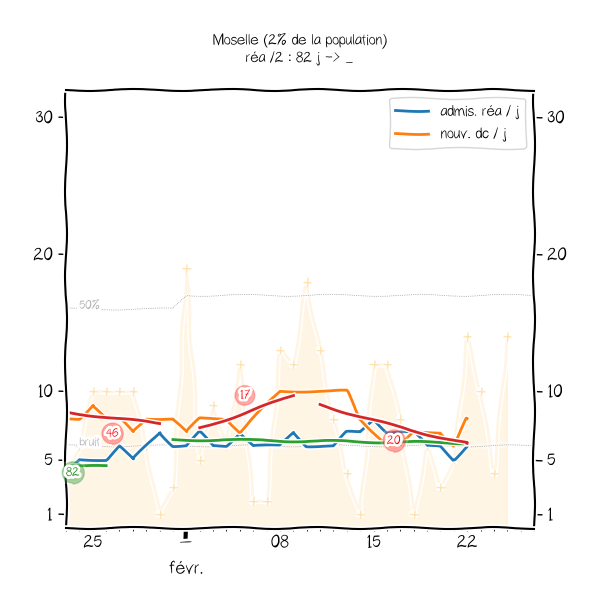 Moselle (2% de la population)
réa /2 : 82 j -> _
admis. réa / j
nouv. dc / j
30 30
20 20
50%
17
10 10
46
bruit
20
5 5
82
1 1
25 1 08 15 22
févr.